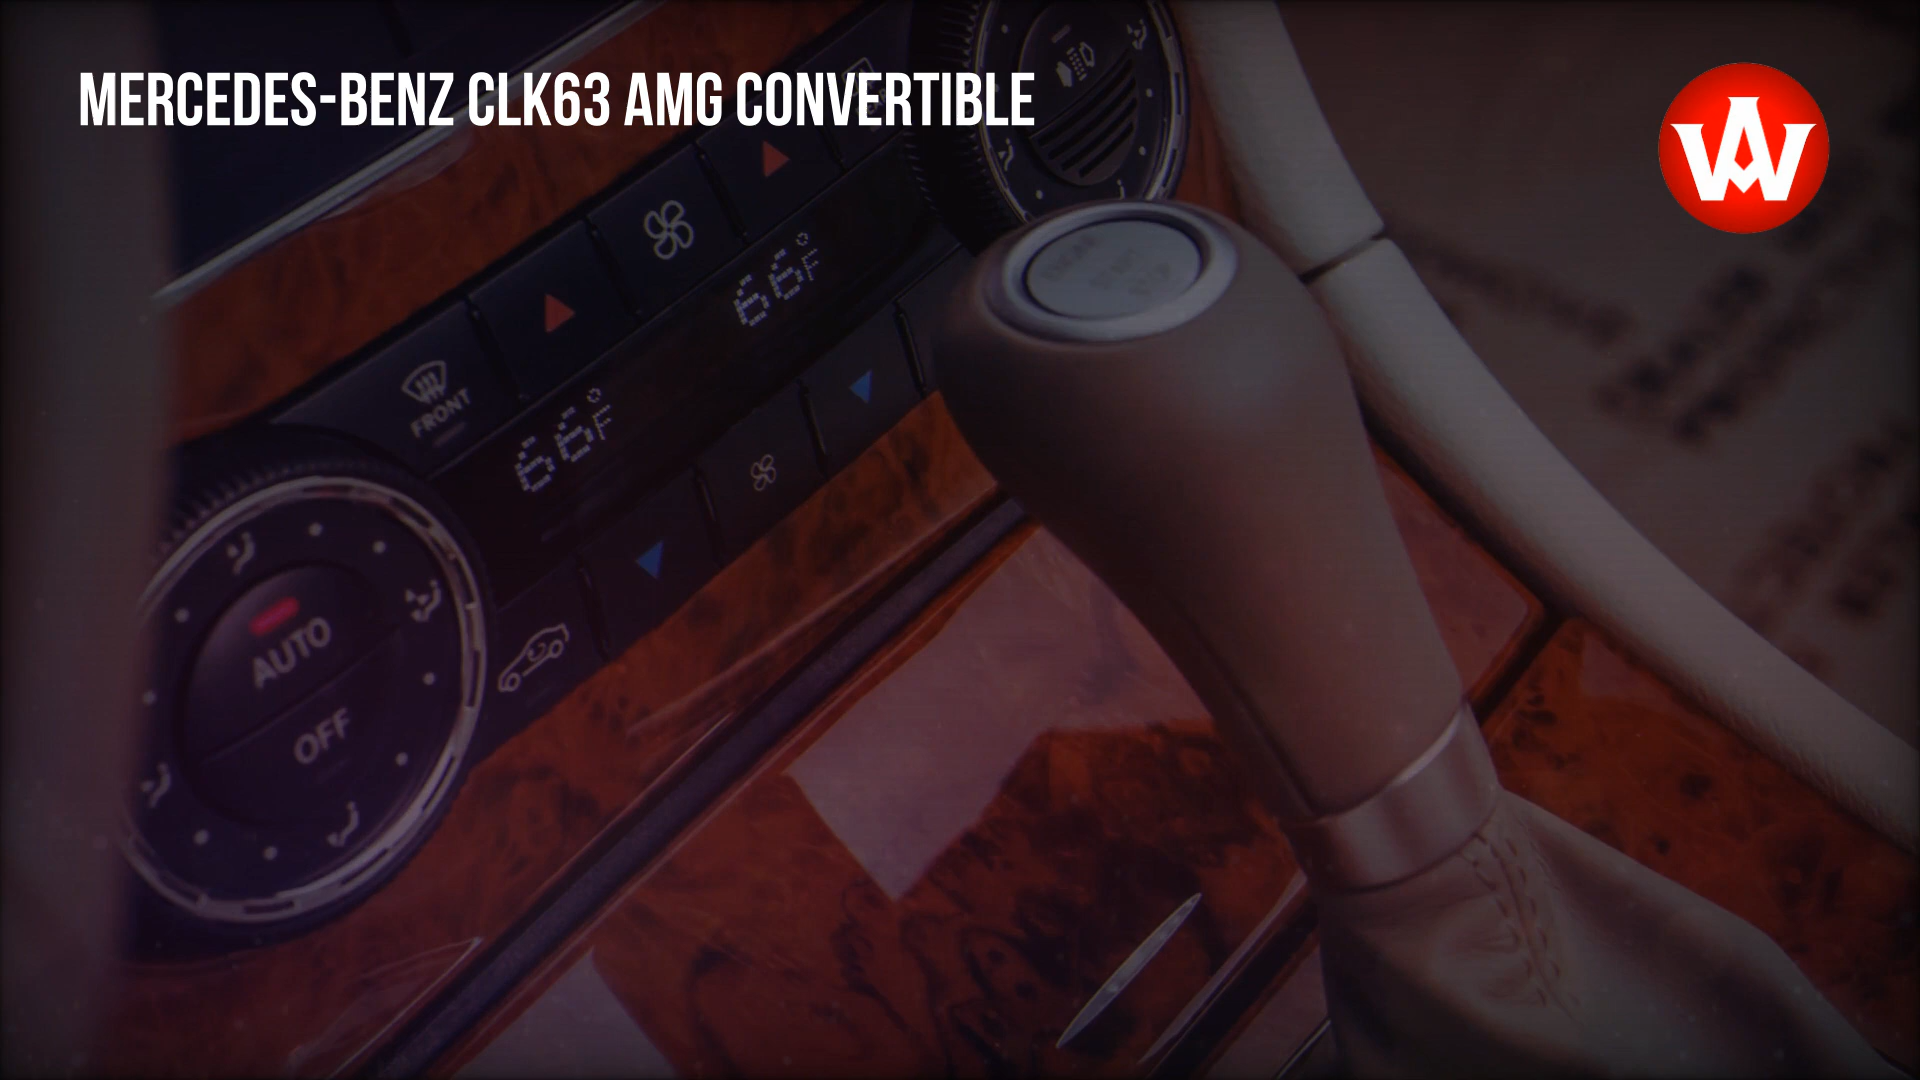 MERCEDES-BENZ CLK63 AMG CONVERTIBLE
66°F
FRONT
66°F
AUTO
OFF